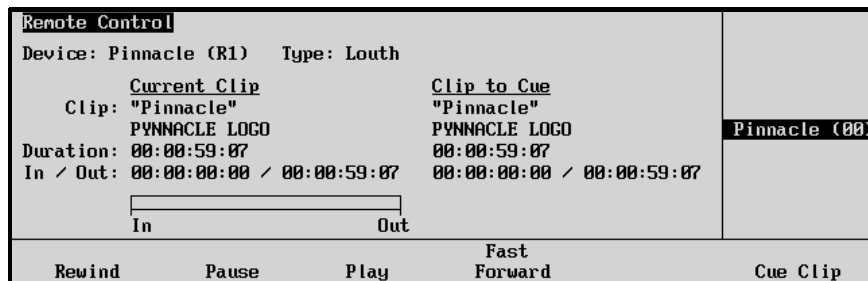 Remote Control
Device: Pinnacle (R1) Type: Louth
Current Clip Clip to Cue
Clip: "Pinnacle" "Pinnacle"
PYNNACLE LOGO PYNNACLE LOGO
Pinnacle (00)
Duration: 00:00:59:07 00:00:59:07
In / Out: 00:00:00:00 / 00:00:59:07 00:00:00:00 / 00:00:59:07
In Out
Rewind Pause Play Fast Forward Cue Clip